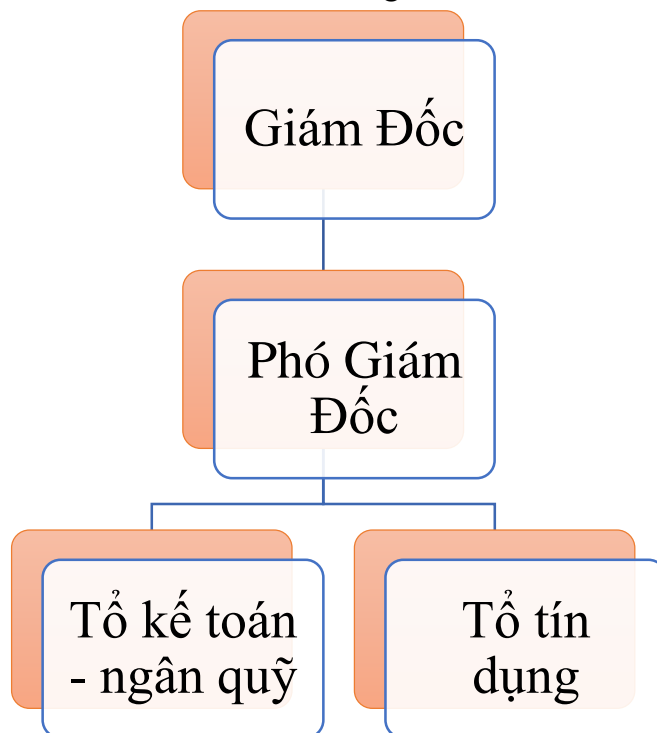 Giám Đốc
Phó Giám
Đốc
Tổ kế toán
- ngân quỹ
Tổ tín
dụng